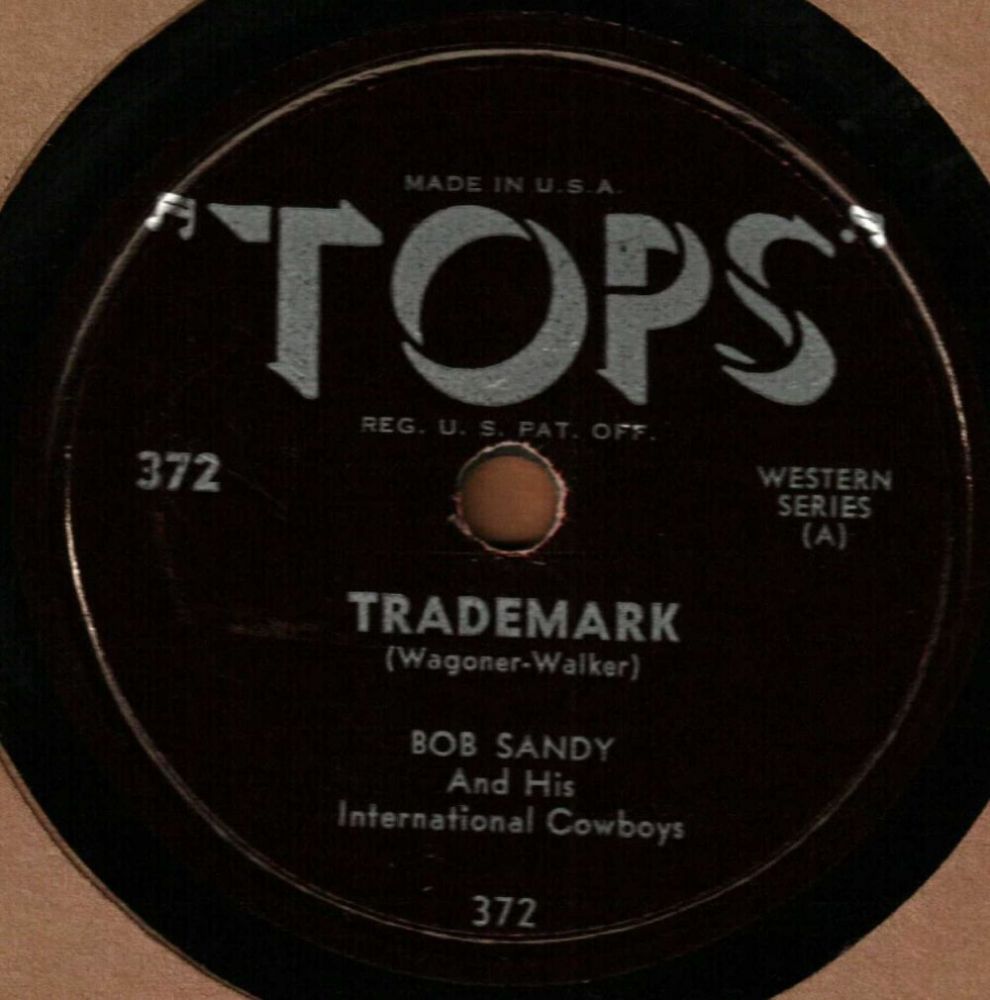 MADE IN U.S.A.
"TOPS"
REG. U. S. PAT. OFF.
372
WESTERN
SERIES
(A)
TRADEMARK
(Wagoner-Walker)
BOB SANDY
And His
International Cowboys
372